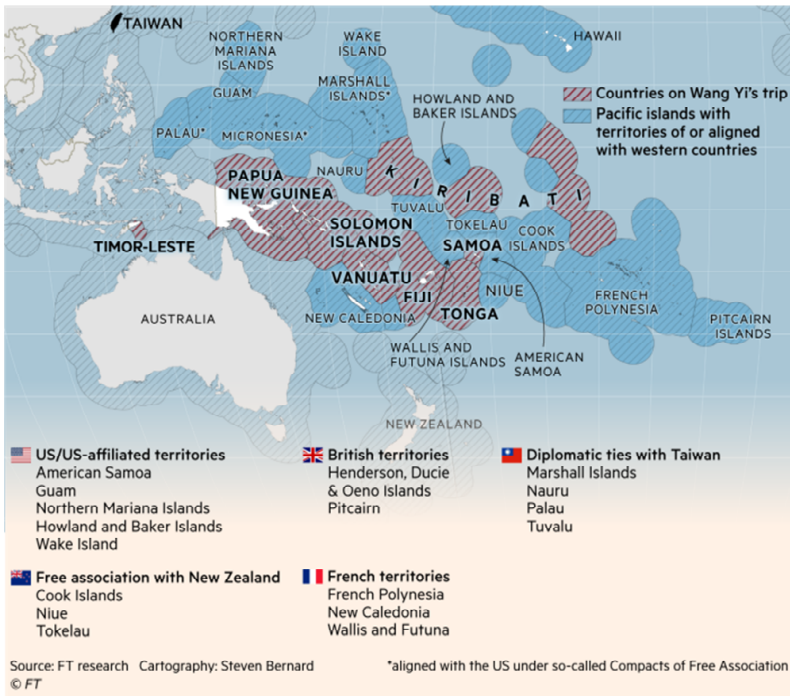 TAIWAN
NORTHERN
MARIANA
ISLANDS
WAKE
ISLAND
HAWAII
GUAM
MARSHALL
ISLANDS*
HOWLAND AND
BAKER ISLANDS
Countries on Wang Yi's trip
Pacific islands with
territories of or aligned
with western countries
PALAU*
MICRONESIA*
PAPUA
NEW GUINEA
NAURU
KIRIBATI
TUVALU
TOKELAU
SOLOMON
ISLANDS
SAMOA
COOK
ISLANDS
TIMOR-LESTE
VANUATU
FIJI
TONGA
NIUE
FRENCH
POLYNESIA
PITCAIRN
ISLANDS
AUSTRALIA
NEW CALEDONIA
WALLIS AND
FUTUNA ISLANDS
AMERICAN
SAMOA
NEW ZEALAND
US/US-affiliated territories
American Samoa
Guam
Northern Mariana Islands
Howland and Baker Islands
Wake Island
British territories
Henderson, Ducie
& Oeno Islands
Pitcairn
Diplomatic ties with Taiwan
Marshall Islands
Nauru
Palau
Tuvalu
Free association with New Zealand
Cook Islands
Niue
Tokelau
French territories
French Polynesia
New Caledonia
Wallis and Futuna
Source: FT research Cartography: Steven Bernard
*aligned with the US under so-called Compacts of Free Association
© FT